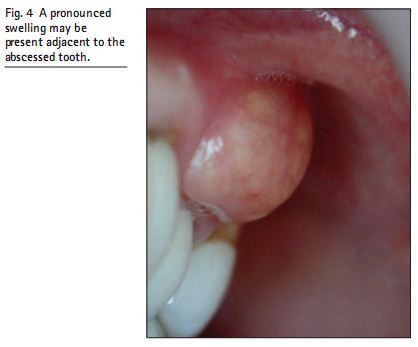 Fig. 4 A pronounced
swelling may be
present adjacent to the
abscessed tooth.